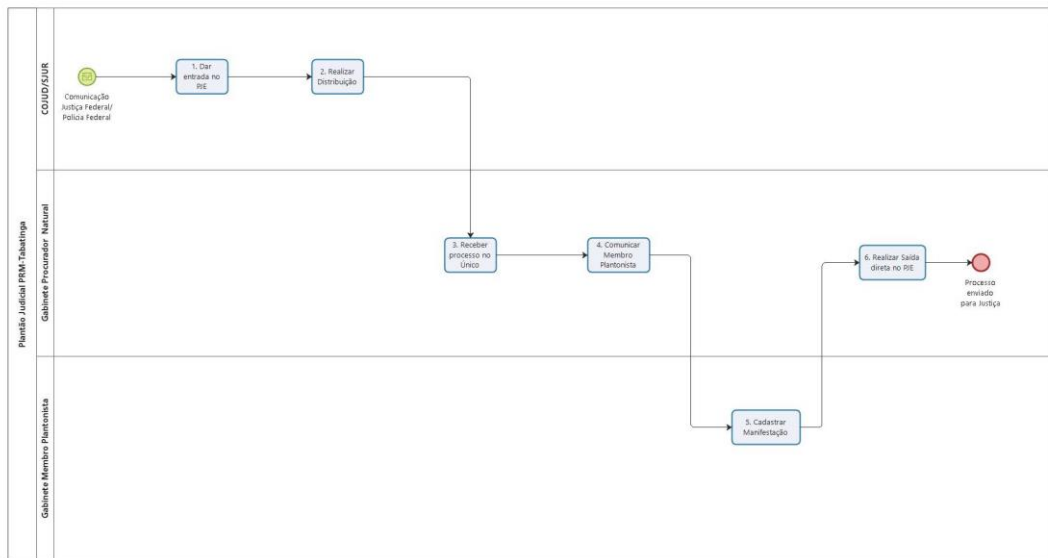 Plantão Judicial PRM-Tabatinga
COJUD/SJUR
Comunicação
Justiça Federal/
Polícia Federal
1. Dar
entrada no
PJE
2. Realizar
Distribuição
Gabinete Procurador Natural
3. Receber
processo no
Único
4. Comunicar
Membro
Plantonista
6. Realizar Saída
direta no PJE
Processo
enviado
para Justiça
Gabinete Membro Plantonista
5. Cadastrar
Manifestação